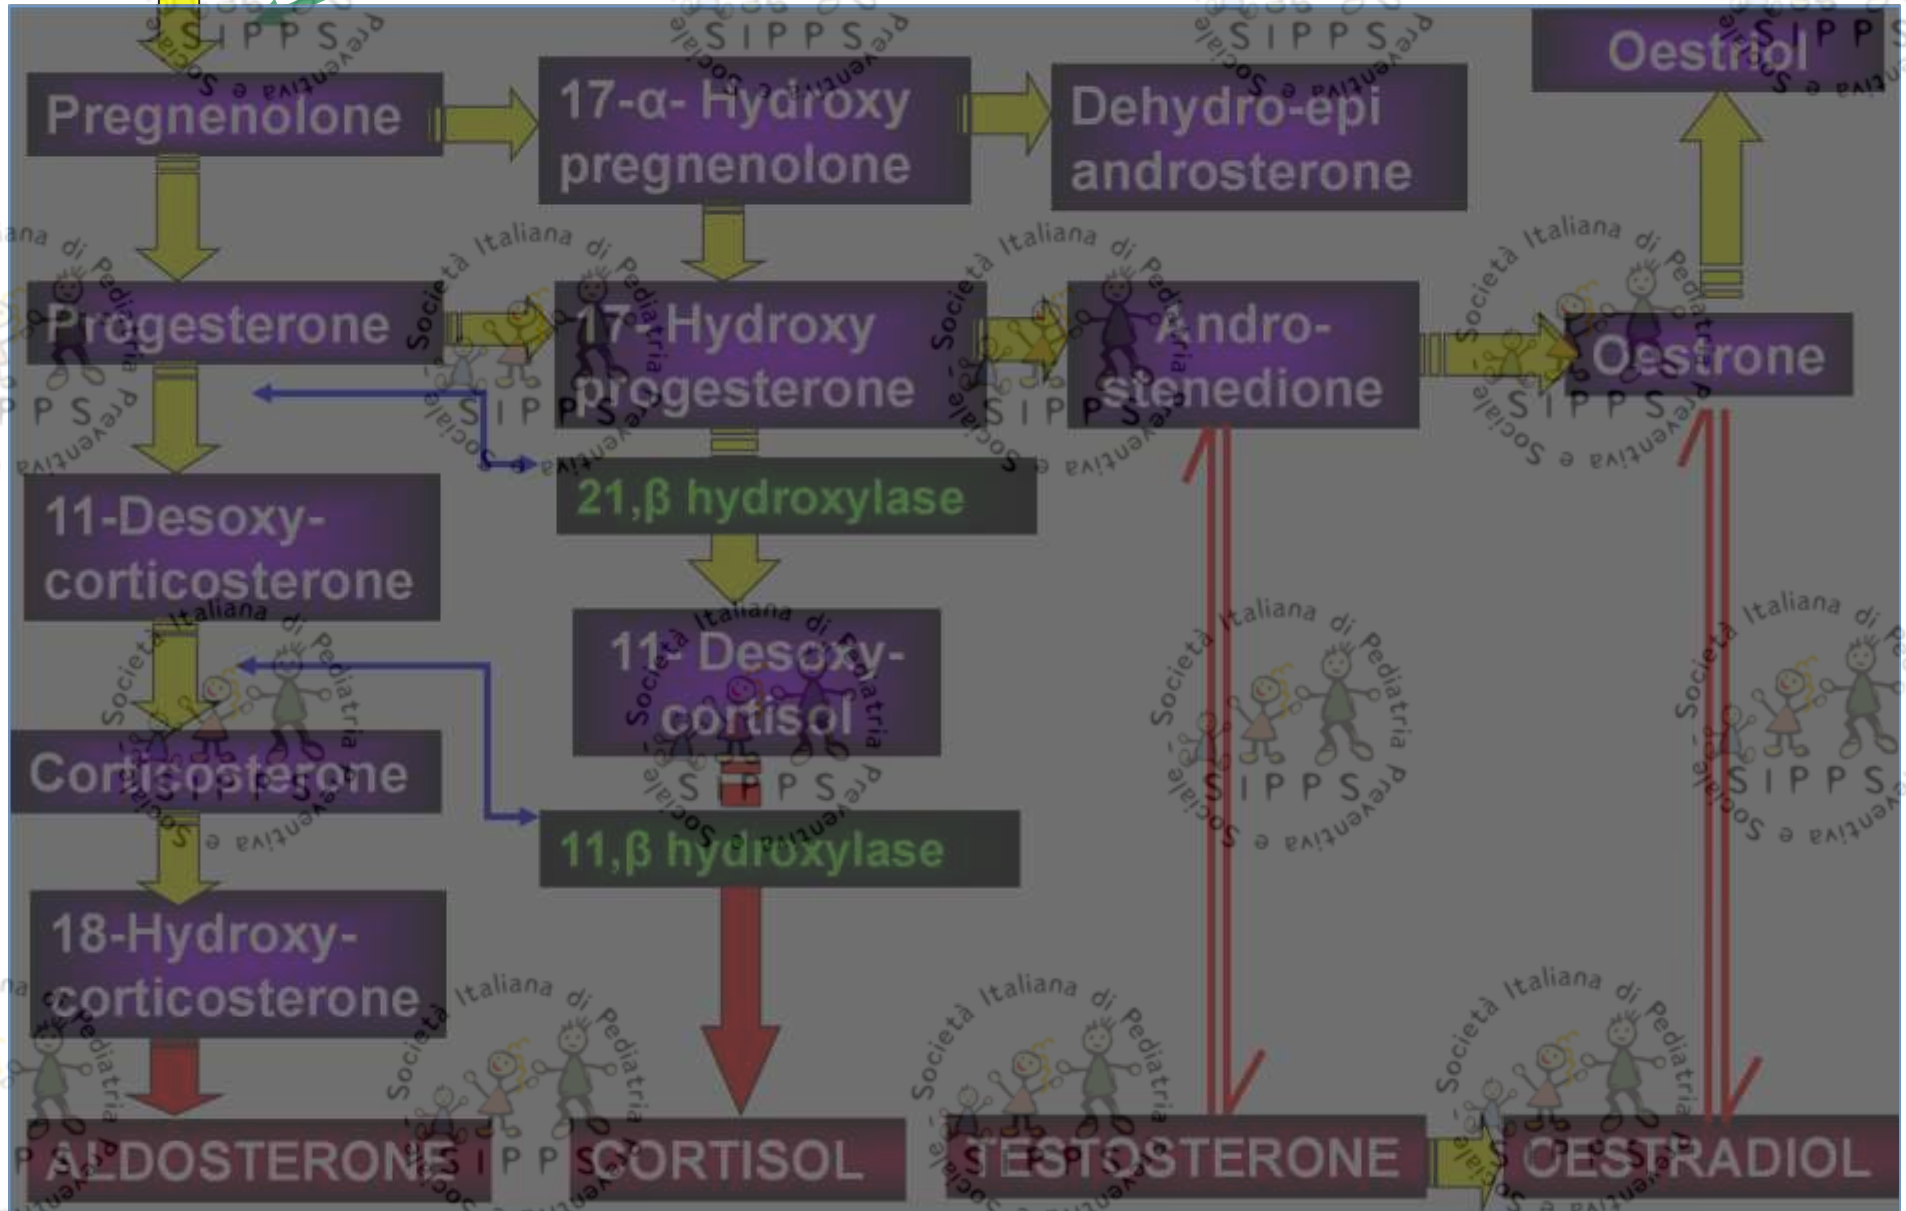 Oestriol
Pregnenolone
17-α- Hydroxy
pregnenolone
Dehydro-epi
androsterone
Progesterone
17- Hydroxy
progesterone
Andro-
stenedione
Oestrone
21,β hydroxylase
11-Desoxy-
corticosterone
11- Desoxy-
cortisol
Corticosterone
11,β hydroxylase
18-Hydroxy-
corticosterone
ALDOSTERONE
CORTISOL
TESTOSTERONE
OESTRADIOL
Società Italiana di Pediatria Preventiva e Sociale -
SIPPS